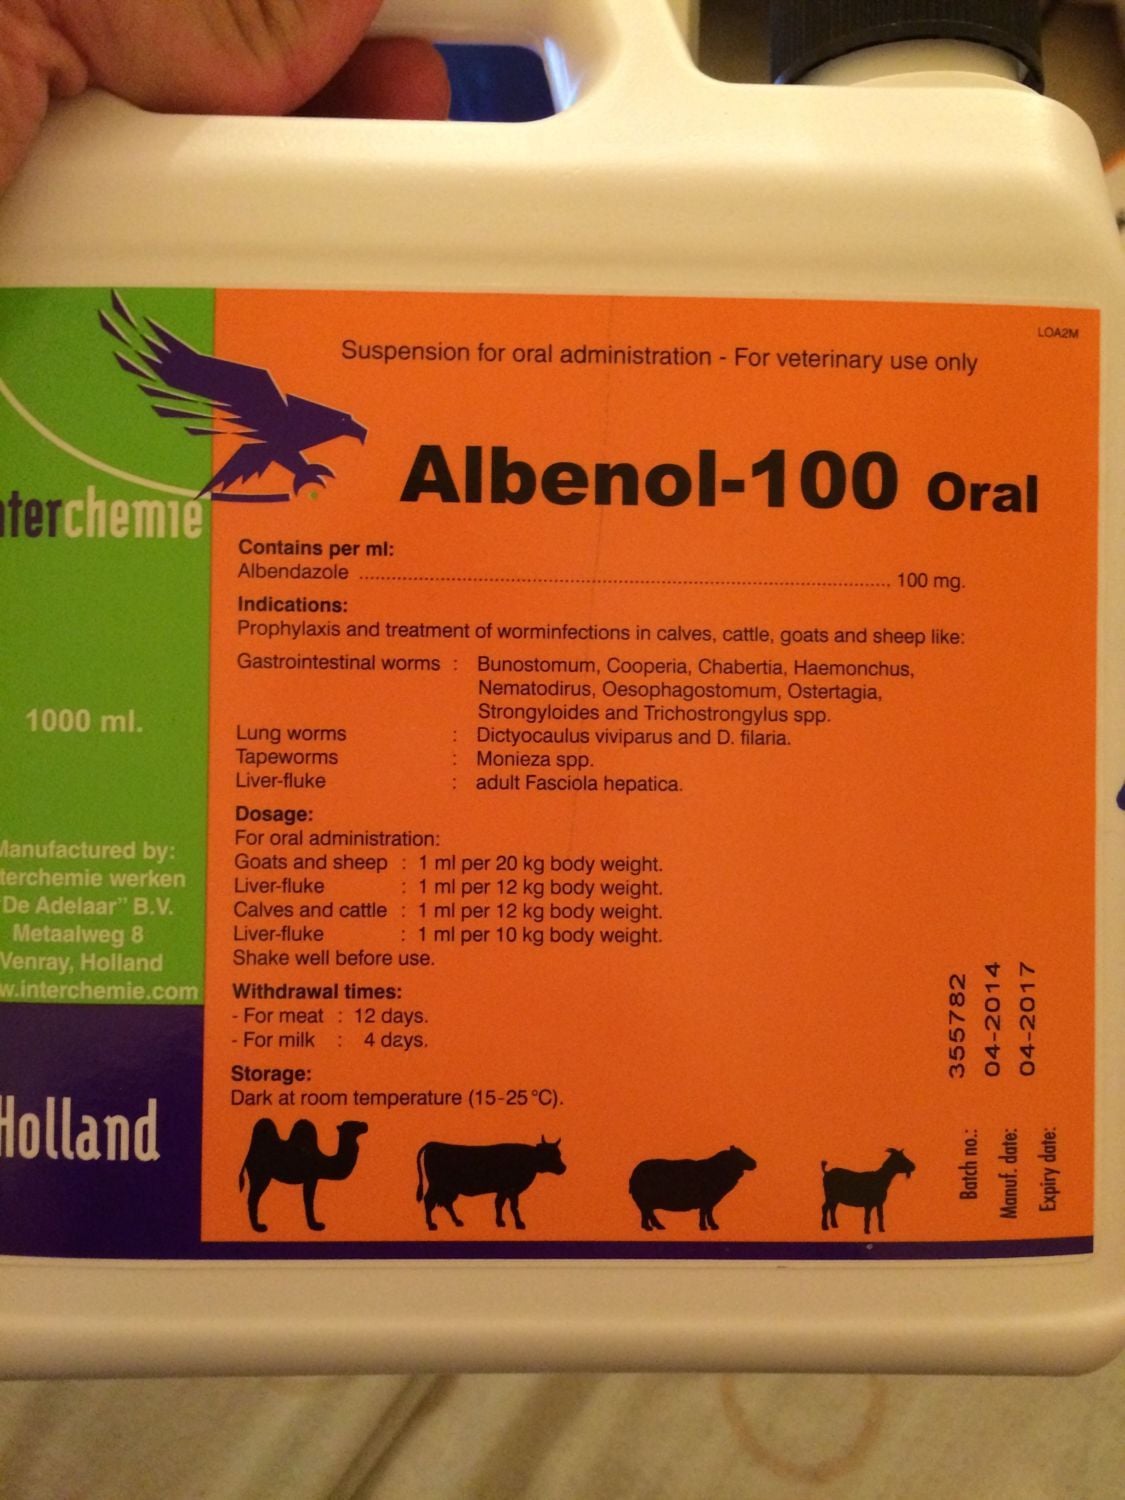 LOA2M
Suspension for oral administration - For veterinary use only
Albenol-100 Oral
nterchemie
Contains per ml:
Albendazole ........................................................................................ 100 mg.
Indications:
Prophylaxis and treatment of worminfections in calves, cattle, goats and sheep like:
Gastrointestinal worms : Bunostomum, Cooperia, Chabertia, Haemonchus,
Nematodirus, Oesophagostomum, Ostertagia,
Strongyloides and Trichostrongylus spp.
Lung worms : Dictyocaulus viviparus and D. filaria.
Tapeworms : Monieza spp.
Liver-fluke : adult Fasciola hepatica.
Dosage:
For oral administration:
Goats and sheep : 1 ml per 20 kg body weight.
Liver-fluke : 1 ml per 12 kg body weight.
Calves and cattle : 1 ml per 12 kg body weight.
Liver-fluke : 1 ml per 10 kg body weight.
Shake well before use.
Withdrawal times:
- For meat : 12 days.
- For milk : 4 days.
Storage:
Dark at room temperature (15-25 °C).
1000 ml.
Manufactured by:
terchemie werken
De Adelaar" B.V.
Metaalweg 8
Venray, Holland
w.interchemie.com
Holland
Batch no.: 355782
Manuf. date: 04-2014
Expiry date: 04-2017